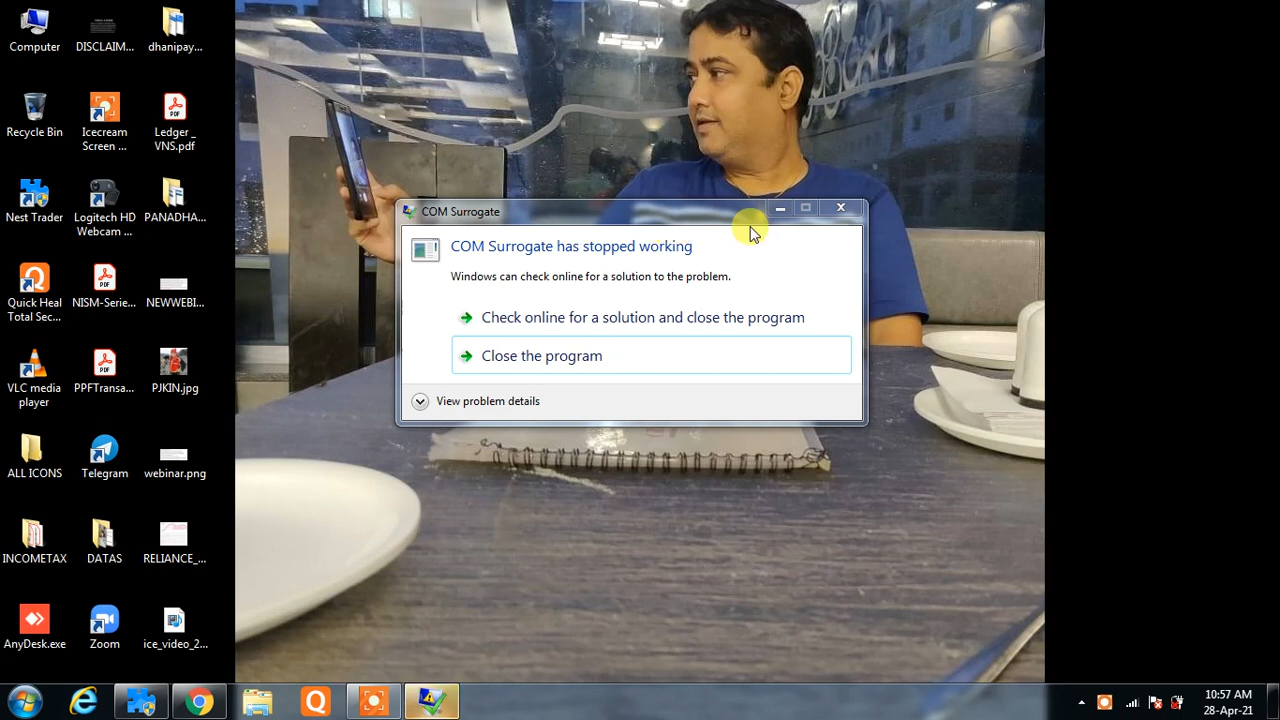 Computer
DISCLAIM...
dhanipay...
Recycle Bin
Icecream
Screen ...
Ledger _
VNS.pdf
Nest Trader
Logitech HD
Webcam ...
PANADHA...
Quick Heal
Total Sec...
NISM-Serie...
NEWWEBI...
VLC media
player
PPFTransa...
PJKIN.jpg
ALL ICONS
Telegram
webinar.png
INCOMETAX
DATAS
RELIANCE_...
AnyDesk.exe
Zoom
ice_video_2...
COM Surrogate
COM Surrogate has stopped working
Windows can check online for a solution to the problem.
Check online for a solution and close the program
Close the program
View problem details
10:57 AM
28-Apr-21